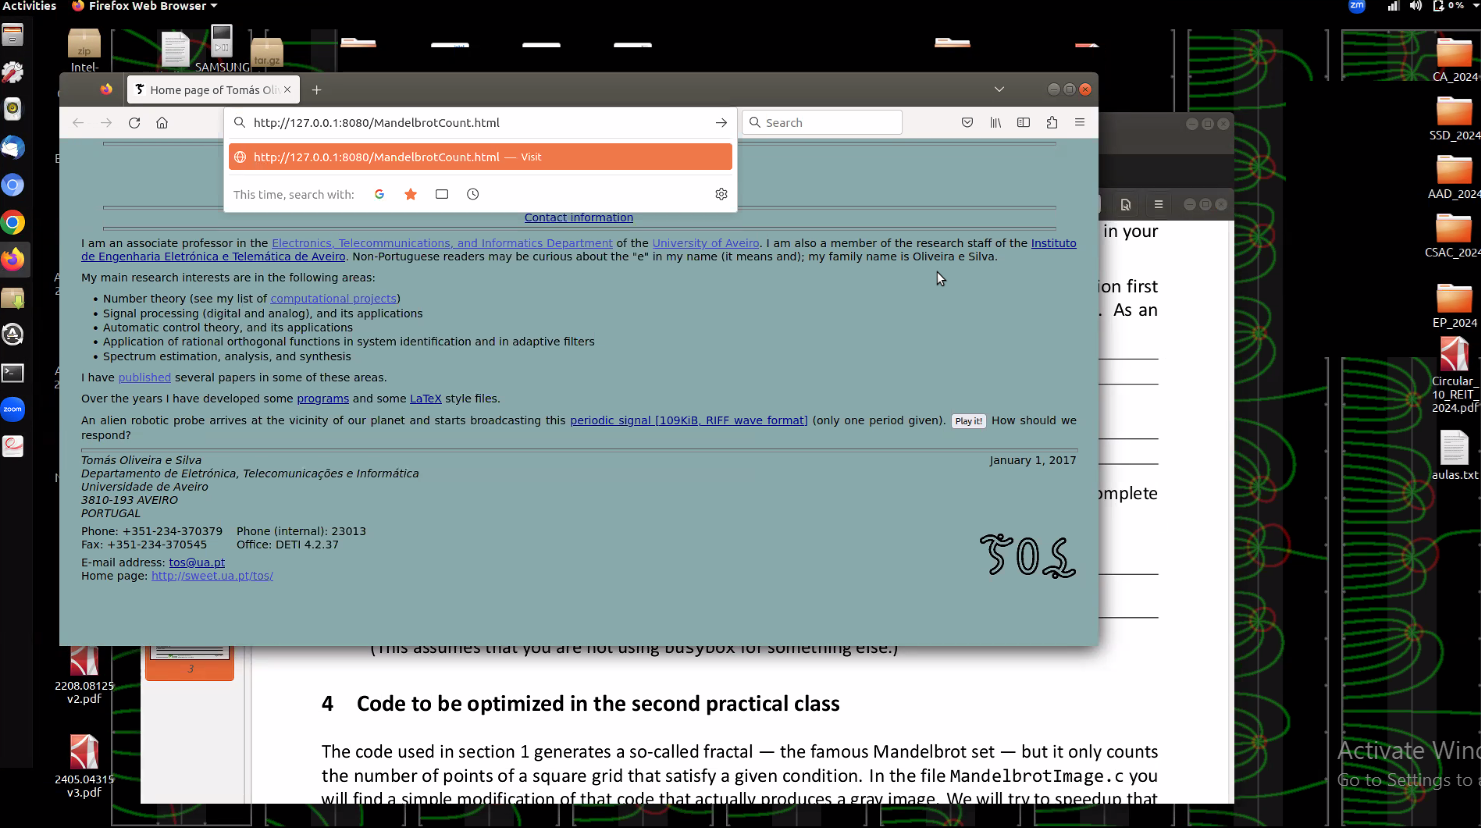 Activities
Firefox Web Browser
zm
0 %
zip
Intel-
SAMSUNG
tar.gz
CA_2024
SSD_2024
AAD_2024
CSAC_2024
EP_2024
Circular_
10_REIT_
2024.pdf
aulas.txt
Home page of Tomás Oli
http://127.0.0.1:8080/MandelbrotCount.html
Search
http://127.0.0.1:8080/MandelbrotCount.html — Visit
This time, search with:
Contact information
I am an associate professor in the Electronics, Telecommunications, and Informatics Department of the University of Aveiro. I am also a member of the research staff of the Instituto
de Engenharia Eletrónica e Telemática de Aveiro. Non-Portuguese readers may be curious about the "e" in my name (it means and); my family name is Oliveira e Silva.
My main research interests are in the following areas:
• Number theory (see my list of computational projects)
• Signal processing (digital and analog), and its applications
• Automatic control theory, and its applications
• Application of rational orthogonal functions in system identification and in adaptive filters
• Spectrum estimation, analysis, and synthesis
I have published several papers in some of these areas.
Over the years I have developed some programs and some LaTeX style files.
An alien robotic probe arrives at the vicinity of our planet and starts broadcasting this periodic signal [109KiB, RIFF wave format] (only one period given). Play it! How should we
respond?
Tomás Oliveira e Silva
January 1, 2017
Departamento de Eletrónica, Telecomunicações e Informática
Universidade de Aveiro
3810-193 AVEIRO
PORTUGAL
Phone: +351-234-370379 Phone (internal): 23013
Fax: +351-234-370545 Office: DETI 4.2.37
E-mail address: tos@ua.pt
Home page: http://sweet.ua.pt/tos/
TOS
in your
ion first
. As an
omplete
zoom
3
(This assumes that you are not using busybox for something else.)
2208.08125
v2.pdf
2405.04315
v3.pdf
4 Code to be optimized in the second practical class
The code used in section 1 generates a so-called fractal — the famous Mandelbrot set — but it only counts
the number of points of a square grid that satisfy a given condition. In the file MandelbrotImage.c you
will find a simple modification of that code that actually produces a gray image. We will try to speedup that
Activate Wind
Go to Settings to a